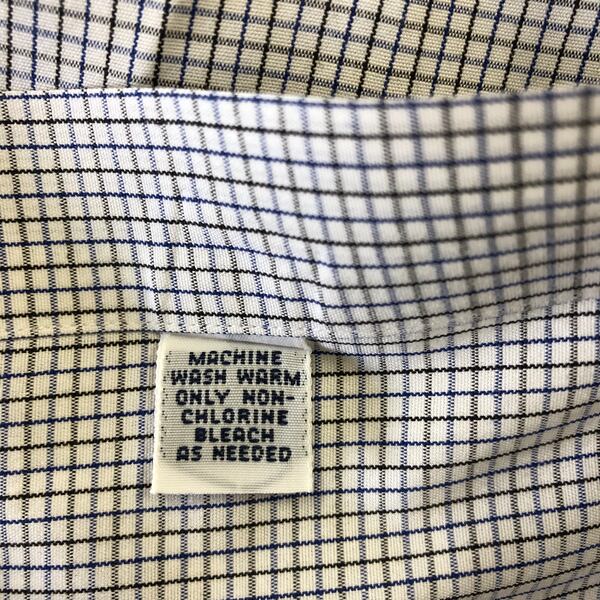 MACHINE
WASH WARM
ONLY NON-
CHLORINE
BLEACH
AS NEEDED